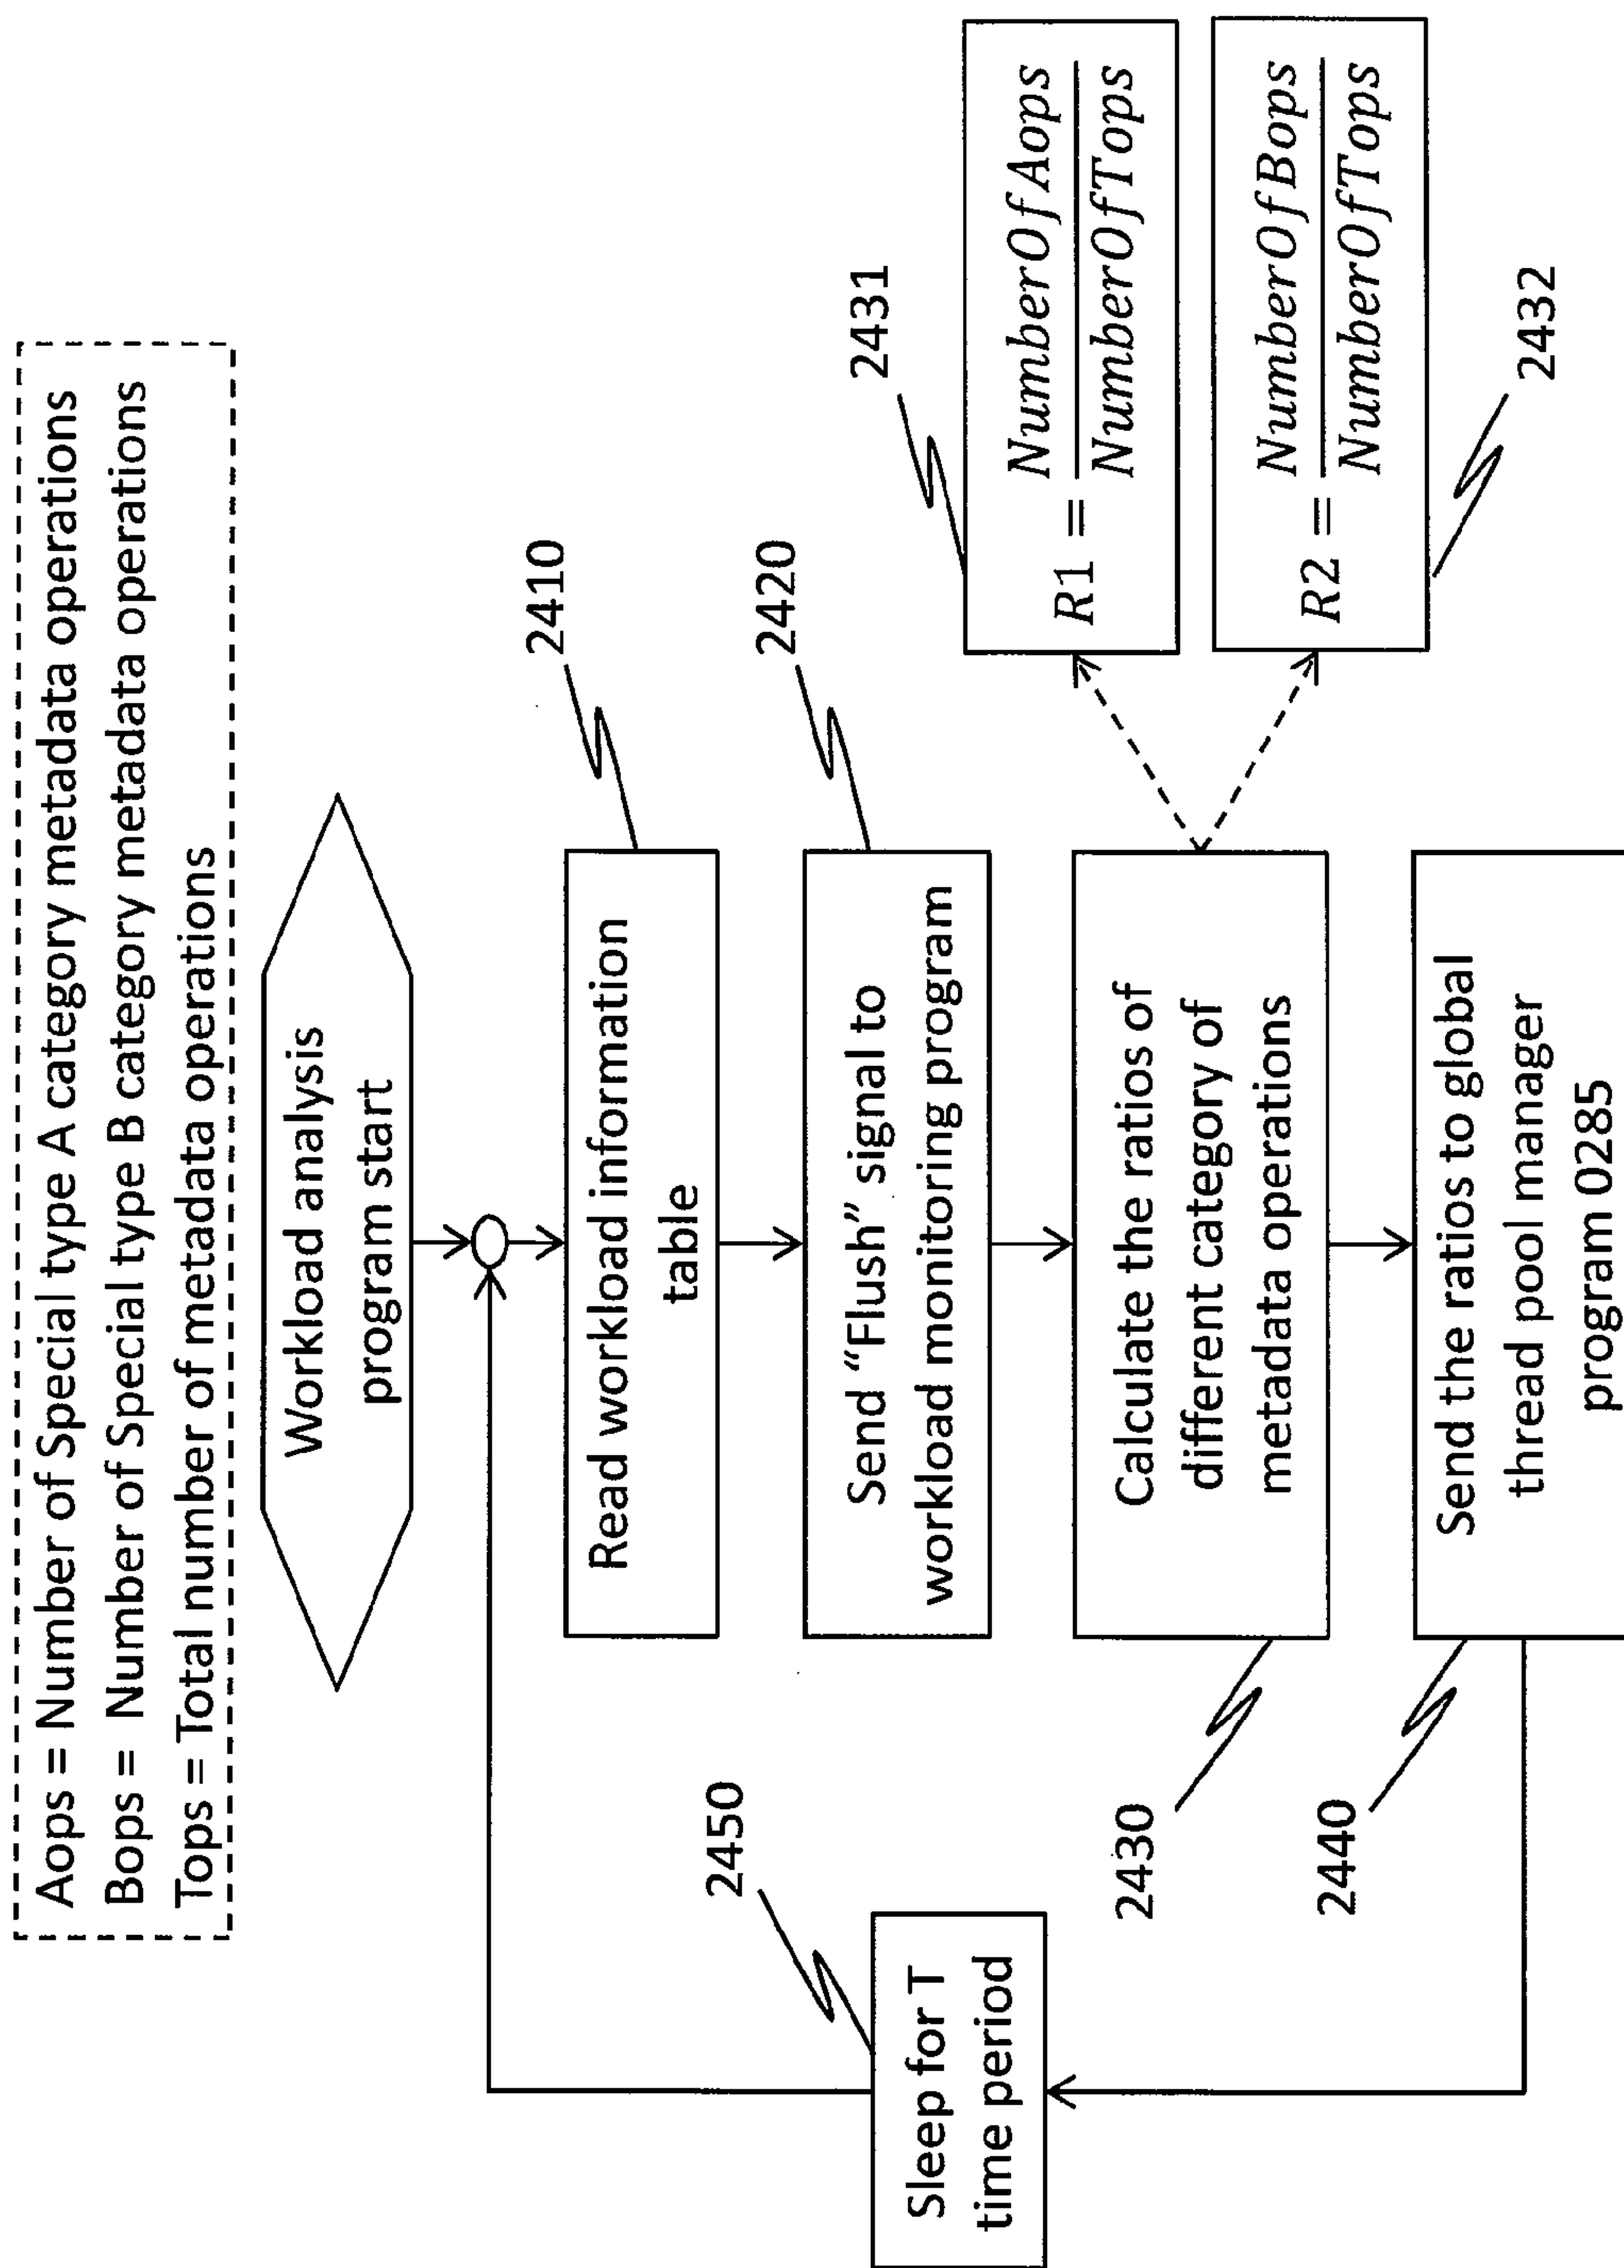 Aops = Number of Special type A category metadata operations
Bops = Number of Special type B category metadata operations
Tops = Total number of metadata operations
Workload analysis
program start
2410
Read workload information
table
2420
Send “Flush” signal to
workload monitoring program
2430
Calculate the ratios of
different category of
metadata operations
2431
R1 = NumberOfAops / NumberOfTops
2432
R2 = NumberOfBops / NumberOfTops
2440
Send the ratios to global
thread pool manager
program 0285
2450
Sleep for T
time period